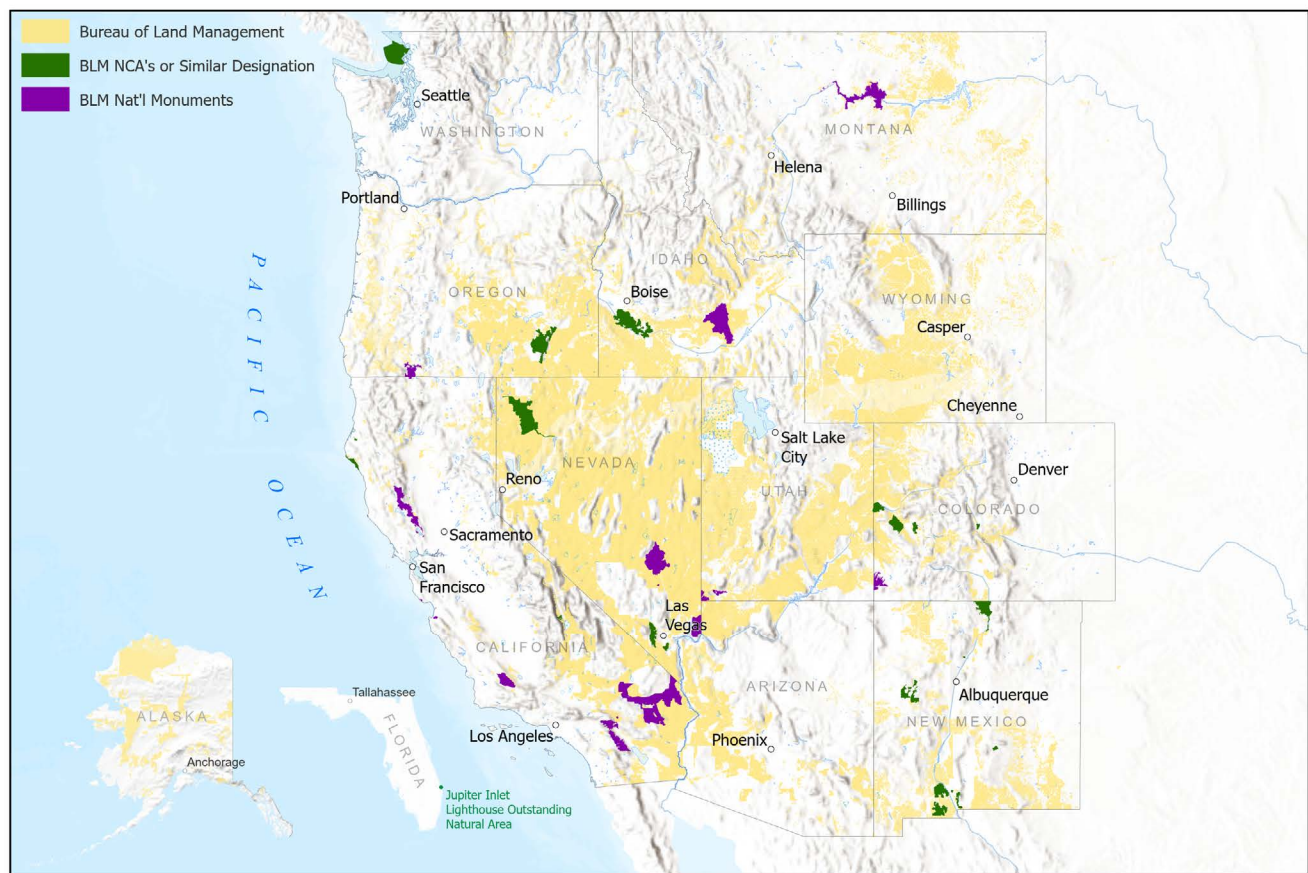 Bureau of Land Management
BLM NCA's or Similar Designation
BLM Nat'l Monuments
Seattle
WASHINGTON
MONTANA
Helena
Portland
Billings
IDAHO
PACIFIC OCEAN
OREGON
Boise
WYOMING
Casper
Cheyenne
Salt Lake
City
NEVADA
Reno
UTAH
Denver
COLORADO
Sacramento
San
Francisco
Las
Vegas
CALIFORNIA
ARIZONA
Albuquerque
NEW MEXICO
Los Angeles
Phoenix
ALASKA
Anchorage
Tallahassee
FLORIDA
Jupiter Inlet
Lighthouse Outstanding
Natural Area